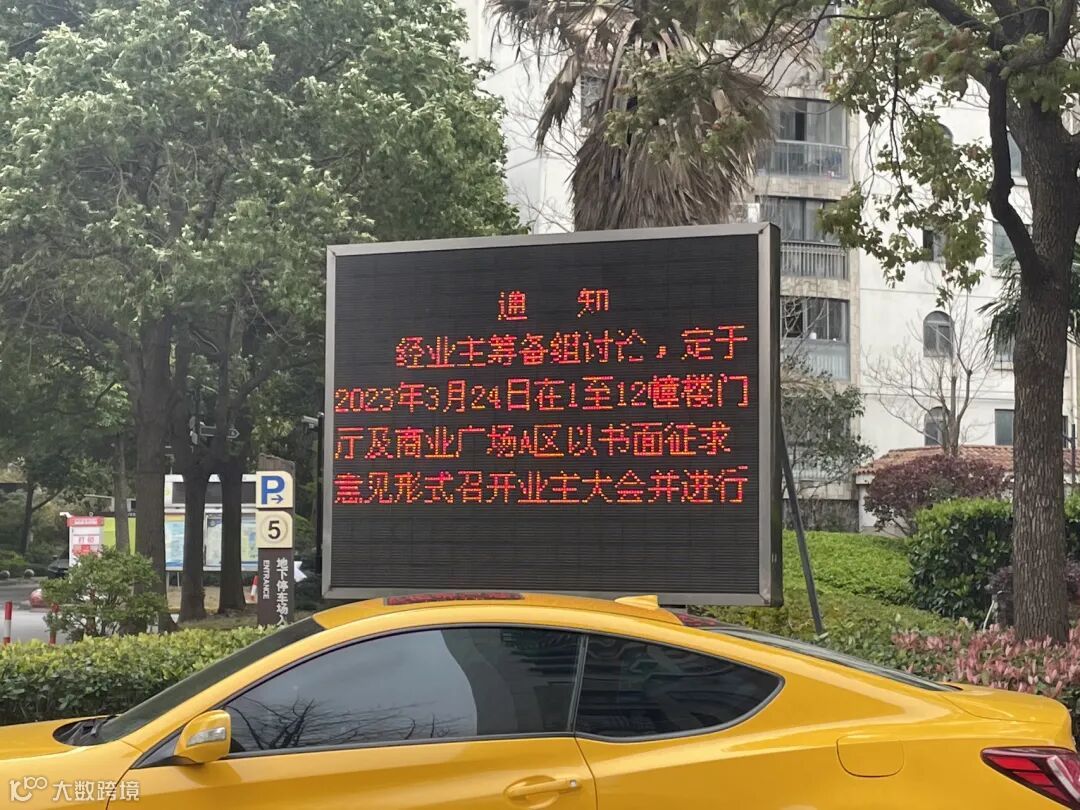 通 知
经业主筹备组讨论，定于
2023年3月24日在1至12幢楼门
厅及商业广场A区以书面征求
意见形式召开业主大会并进行
P
5
地下停车场
ENTRANCE
大数跨境